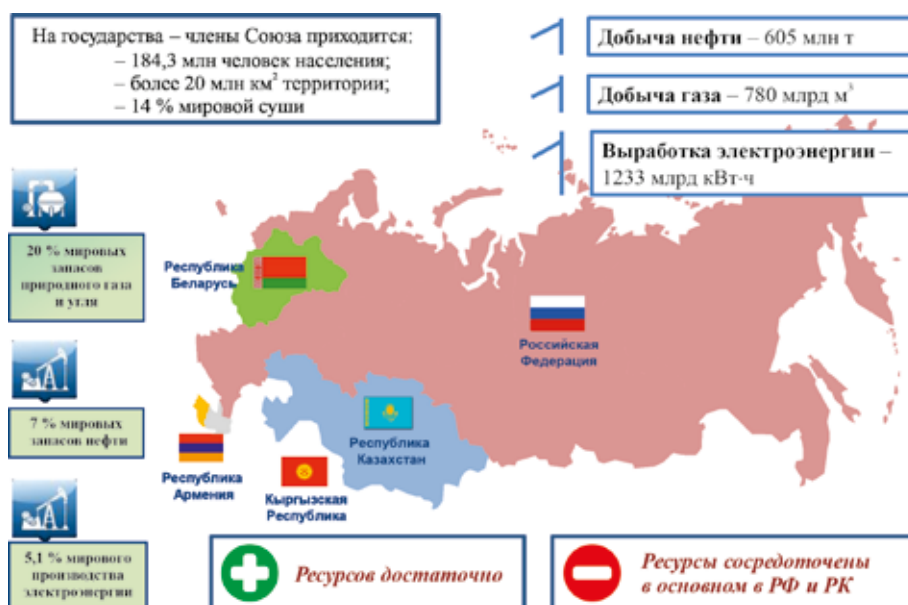 На государства – члены Союза приходится:
– 184,3 млн человек населения;
– более 20 млн км² территории;
– 14 % мировой суши
Добыча нефти – 605 млн т
Добыча газа – 780 млрд м³
Выработка электроэнергии –
1233 млрд кВт-ч
20 % мировых
запасов
природного газа
и угля
7 % мировых
запасов нефти
5,1 % мирового
производства
электроэнергии
Республика
Беларусь
Российская
Федерация
Республика
Казахстан
Республика
Армения
Кыргызская
Республика
Ресурсов достаточно
Ресурсы сосредоточены
в основном в РФ и РК